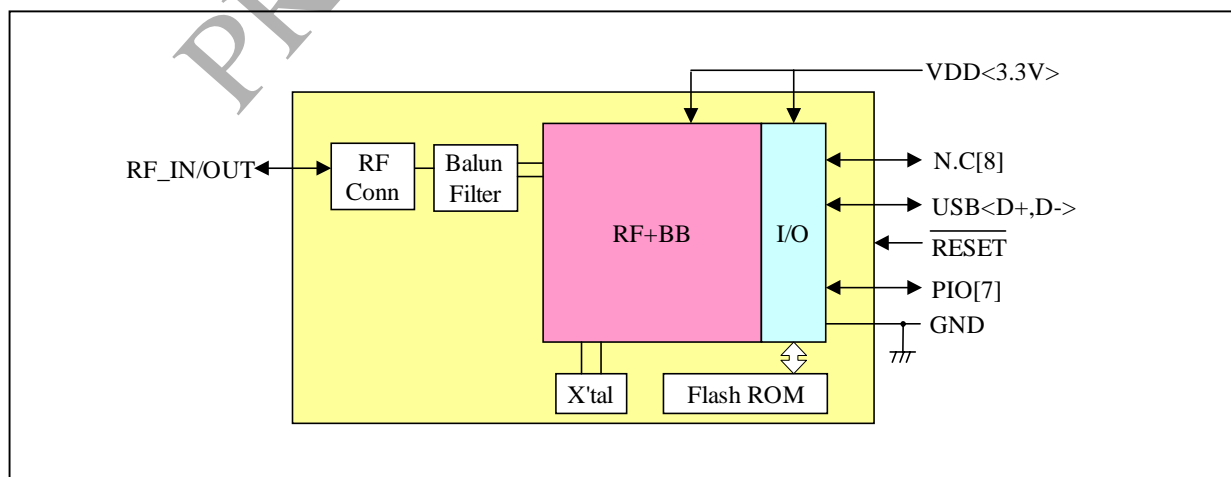 VDD<3.3V>
RF_IN/OUT
RF
Conn
Balun
Filter
RF+BB
I/O
N.C[8]
USB<D+,D->
RESET
PIO[7]
GND
X'tal
Flash ROM